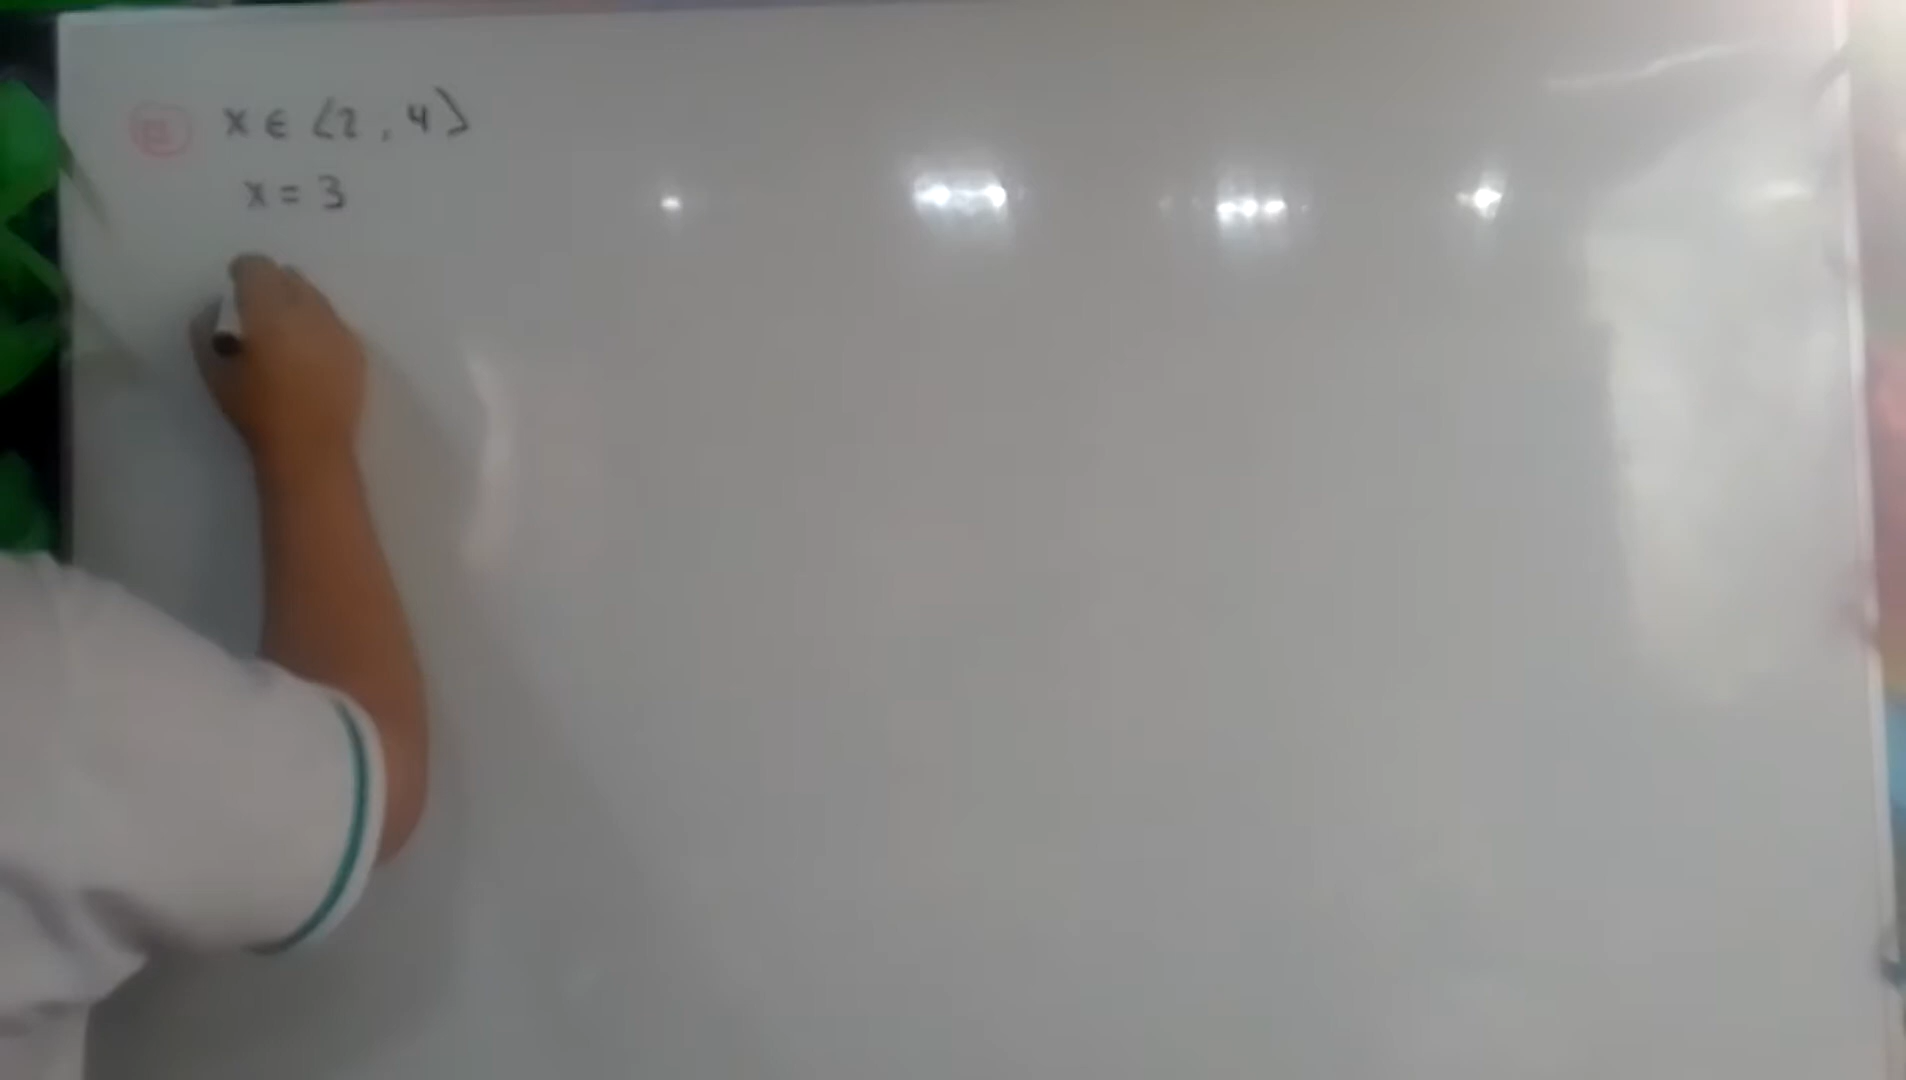 x ∈ ⟨2, 4⟩
x = 3